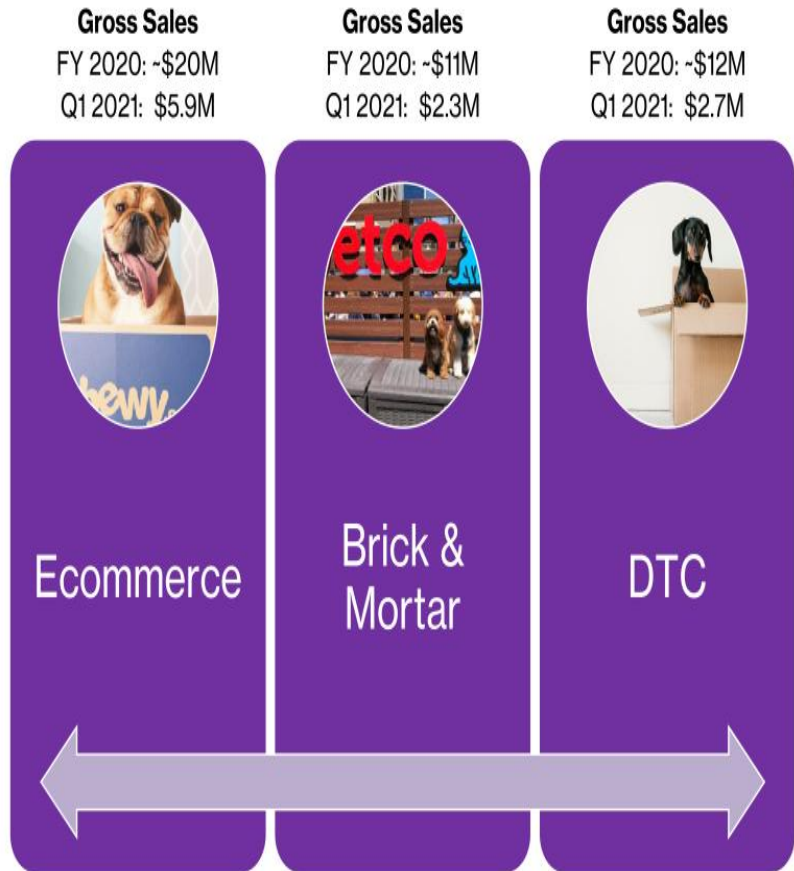 Gross Sales
FY 2020: ~$20M
Q1 2021: $5.9M
Gross Sales
FY 2020: ~$11M
Q1 2021: $2.3M
Gross Sales
FY 2020: ~$12M
Q1 2021: $2.7M
hewy
etco
Ecommerce
Brick &
Mortar
DTC